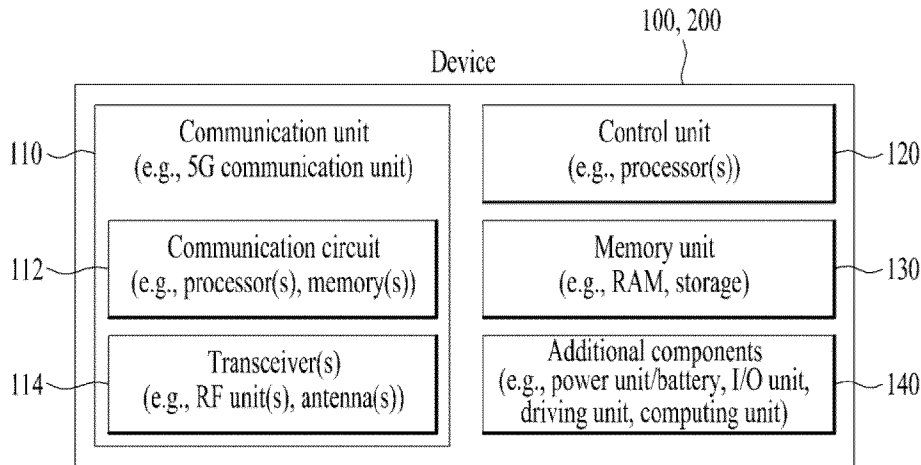 100, 200
Device
110
Communication unit
(e.g., 5G communication unit)
112
Communication circuit
(e.g., processor(s), memory(s))
114
Transceiver(s)
(e.g., RF unit(s), antenna(s))
Control unit
(e.g., processor(s))
120
Memory unit
(e.g., RAM, storage)
130
Additional components
(e.g., power unit/battery, I/O unit,
driving unit, computing unit)
140